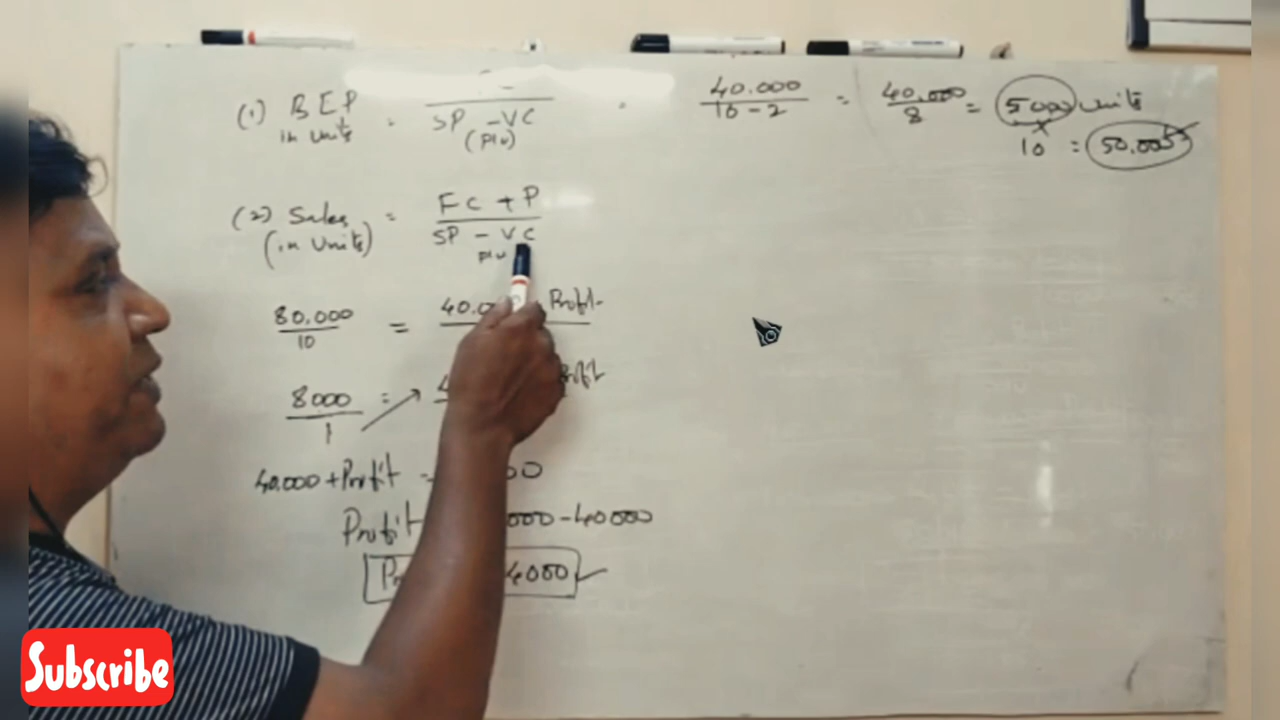 (1) BEP = SP - VC 40.000 / 10 - 2 = 40.000 / 8 = 5000 units
in units (PlU) x 10 = 50.000
(2) Sales = FC + P / SP - VC
(in Units) PlU
80.000 / 10 = Profit
8000 / 1 =
40.000 + Profit
Profit 000 - 40000
4000
Subscribe